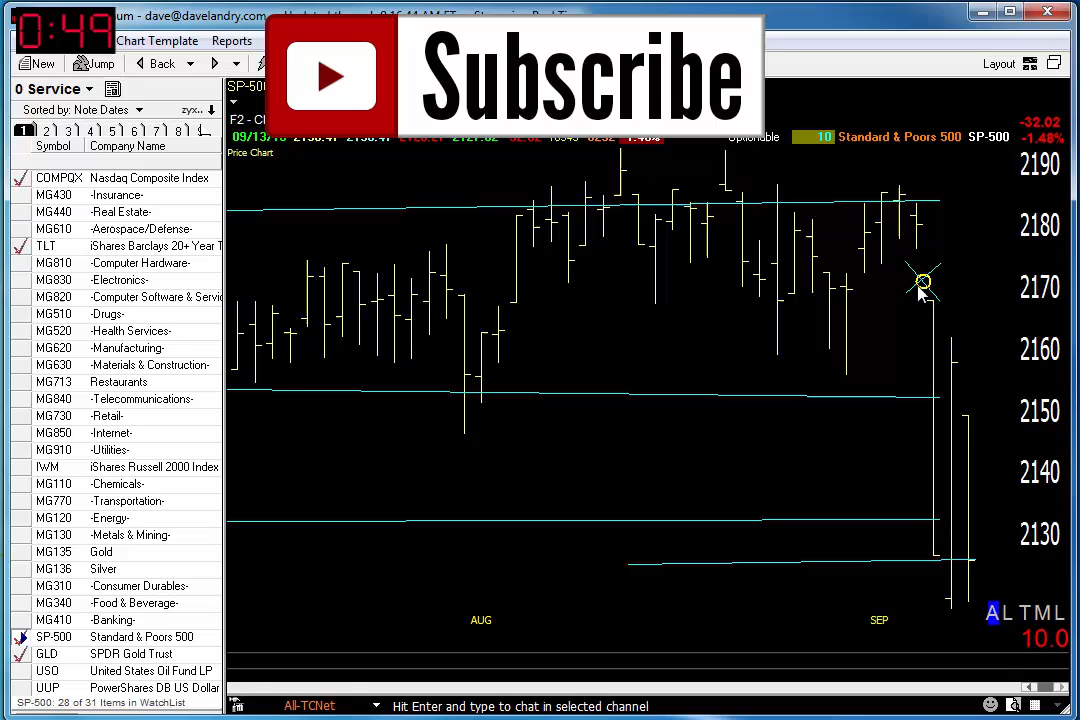 0:49
um - dave@davelandry.com
Subscribe
Chart Template Reports
New Jump Back
Layout
0 Service
SP-500
Sorted by: Note Dates zyx..
F2 - C
1 2 3 4 5 6 7 8
Symbol Company Name
10 Standard & Poors 500 SP-500
-32.02
-1.48%
Price Chart
COMPQX Nasdaq Composite Index
MG430 -Insurance-
MG440 -Real Estate-
MG610 -Aerospace/Defense-
TLT iShares Barclays 20+ Year T
MG810 -Computer Hardware-
MG830 -Electronics-
MG820 -Computer Software & Servic
MG510 -Drugs-
MG520 -Health Services-
MG620 -Manufacturing-
MG630 -Materials & Construction-
MG713 Restaurants
MG840 -Telecommunications-
MG730 -Retail-
MG850 -Internet-
MG910 -Utilities-
IWM iShares Russell 2000 Index
MG110 -Chemicals-
MG770 -Transportation-
MG120 -Energy-
MG130 -Metals & Mining-
MG135 Gold
MG136 Silver
MG310 -Consumer Durables-
MG340 -Food & Beverage-
MG410 -Banking-
SP-500 Standard & Poors 500
GLD SPDR Gold Trust
USO United States Oil Fund LP
UUP PowerShares DB US Dollar
2190
2180
2170
2160
2150
2140
2130
A L T M L
10.0
AUG SEP
SP-500: 28 of 31 Items in WatchList
All-TCNet Hit Enter and type to chat in selected channel